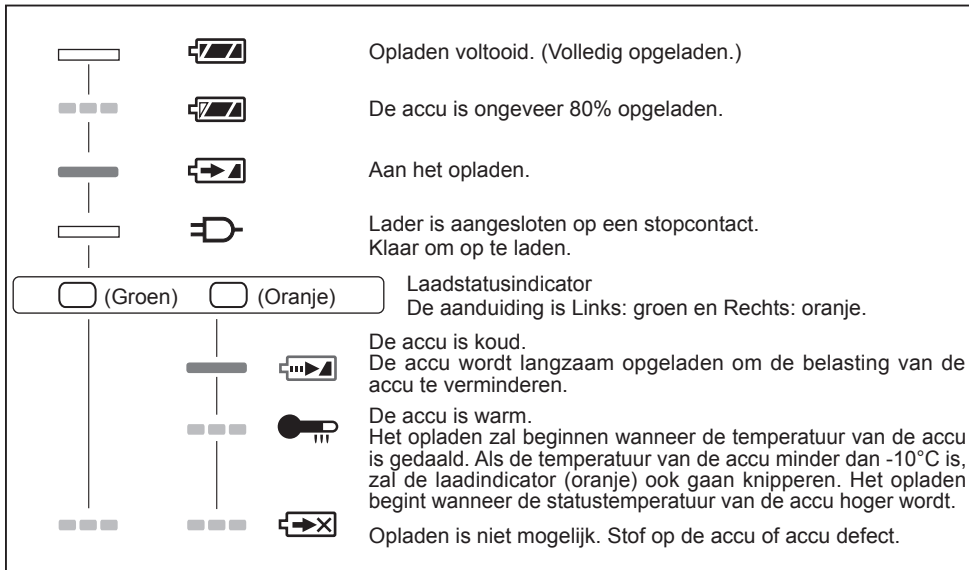 Opladen voltooid. (Volledig opgeladen.)
De accu is ongeveer 80% opgeladen.
Aan het opladen.
Lader is aangesloten op een stopcontact.
Klaar om op te laden.
(Groen) (Oranje)
Laadstatusindicator
De aanduiding is Links: groen en Rechts: oranje.
De accu is koud.
De accu wordt langzaam opgeladen om de belasting van de
accu te verminderen.
De accu is warm.
Het opladen zal beginnen wanneer de temperatuur van de accu
is gedaald. Als de temperatuur van de accu minder dan -10°C is,
zal de laadindicator (oranje) ook gaan knipperen. Het opladen
begint wanneer de statustemperatuur van de accu hoger wordt.
Opladen is niet mogelijk. Stof op de accu of accu defect.